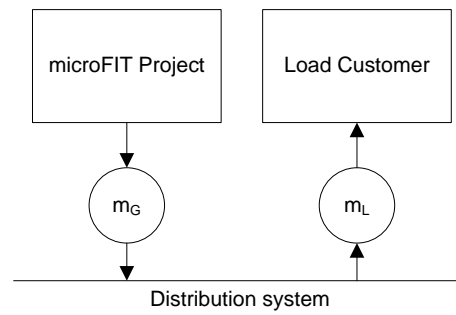 microFIT Project
Load Customer
mG
mL
Distribution system